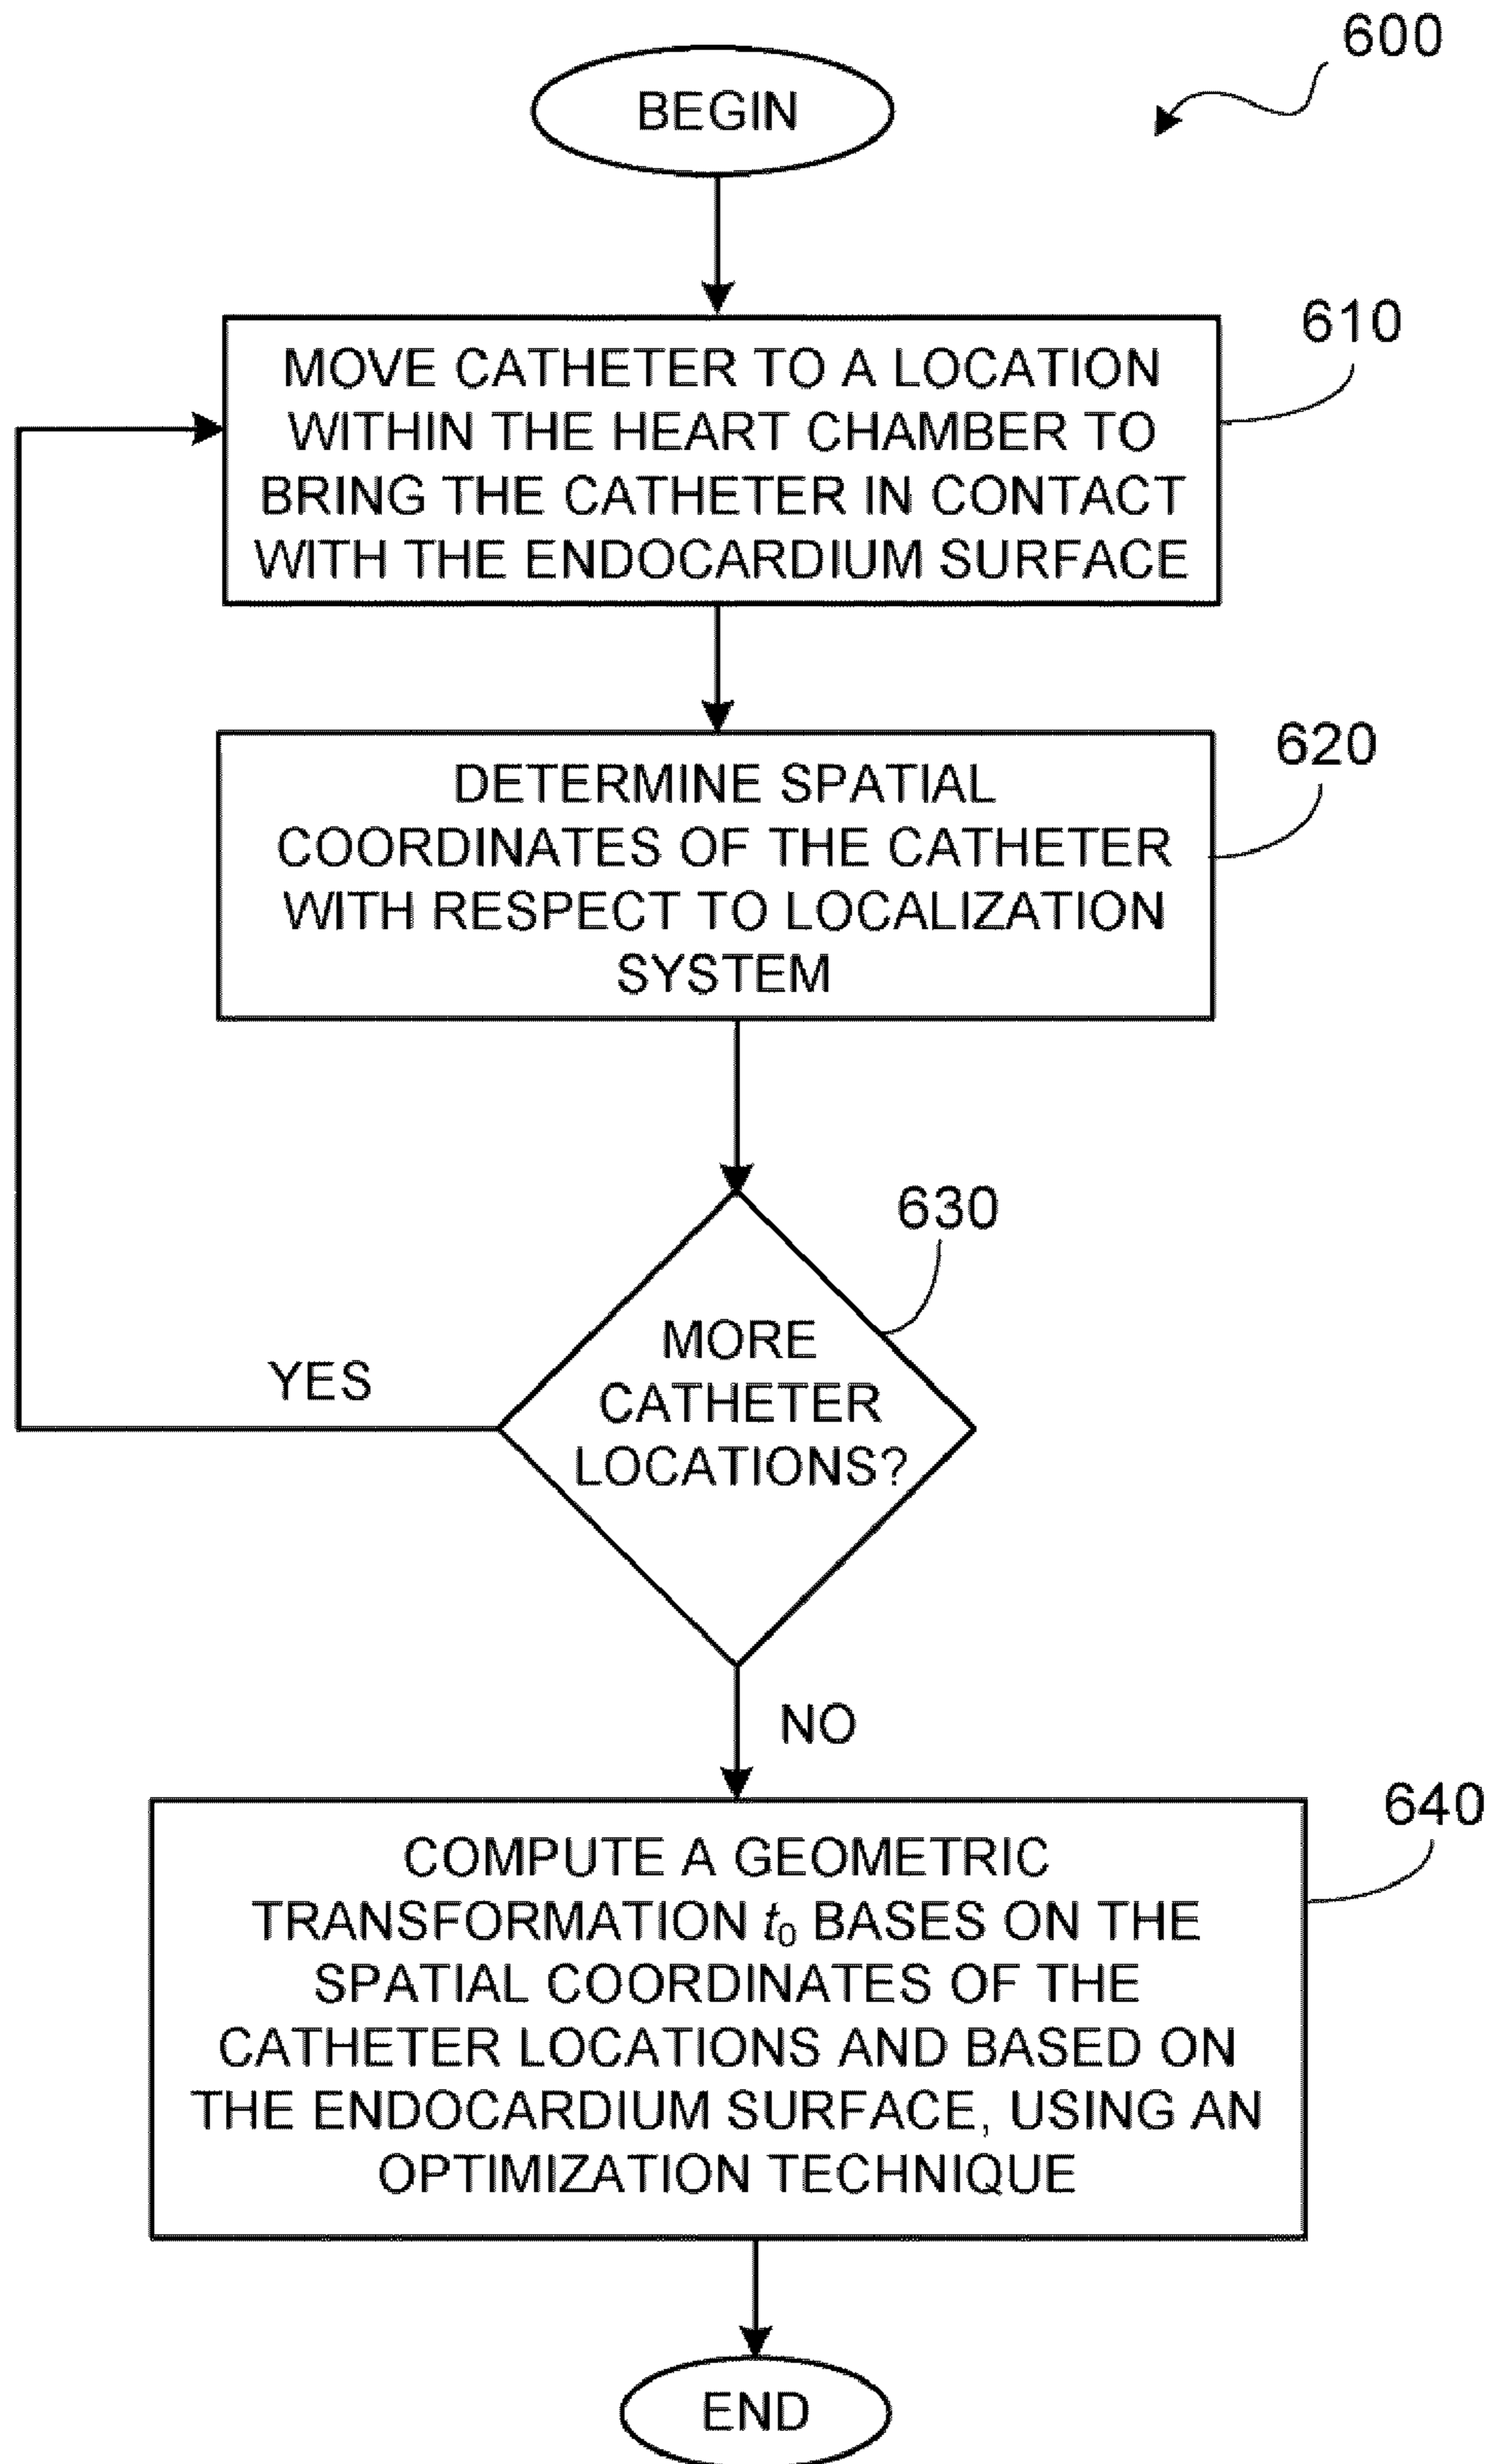 600
BEGIN
610
MOVE CATHETER TO A LOCATION
WITHIN THE HEART CHAMBER TO
BRING THE CATHETER IN CONTACT
WITH THE ENDOCARDIUM SURFACE
620
DETERMINE SPATIAL
COORDINATES OF THE CATHETER
WITH RESPECT TO LOCALIZATION
SYSTEM
630
MORE
CATHETER
LOCATIONS?
YES
NO
640
COMPUTE A GEOMETRIC
TRANSFORMATION t₀ BASES ON THE
SPATIAL COORDINATES OF THE
CATHETER LOCATIONS AND BASED ON
THE ENDOCARDIUM SURFACE, USING AN
OPTIMIZATION TECHNIQUE
END